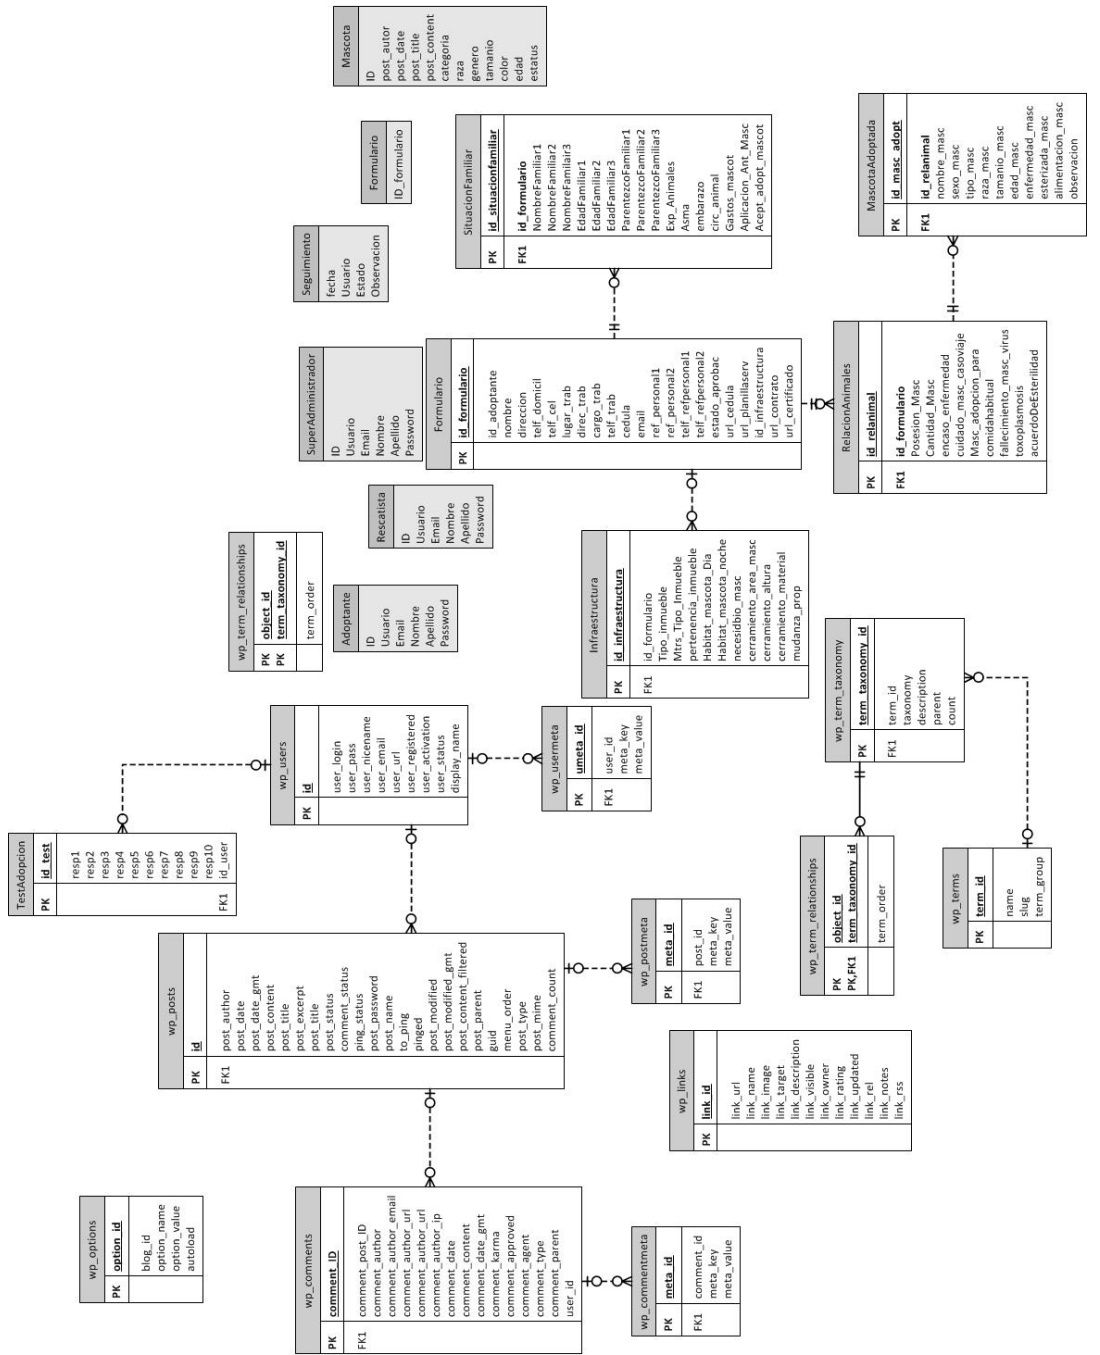 TestAdopcion
PK
id_test
resp1
resp2
resp3
resp4
resp5
resp6
resp7
resp8
resp9
resp10
FK1
id_user
wp_options
PK
option_id
blog_id
option_name
option_value
autoload
wp_posts
PK
id
FK1
post_author
post_date
post_date_gmt
post_content
post_title
post_excerpt
post_title
post_status
comment_status
ping_status
post_password
post_name
to_ping
pinged
post_modified
post_modified_gmt
post_content_filtered
post_parent
guid
menu_order
post_type
post_mime
comment_count
wp_term_relationships
PK
object_id
PK
term_taxonomy_id
term_order
wp_users
PK
id
user_login
user_pass
user_nicename
user_email
user_url
user_registered
user_activation
user_status
display_name
wp_comments
PK
comment_ID
FK1
comment_post_ID
comment_author
comment_author_email
comment_author_url
comment_author_url
comment_author_ip
comment_date
comment_content
comment_date_gmt
comment_karma
comment_approved
comment_agent
comment_type
comment_parent
user_id
Seguimiento
fecha
Usuario
Estado
Observacion
SuperAdministrador
ID
Usuario
Email
Nombre
Apellido
Password
Adoptante
ID
Usuario
Email
Nombre
Apellido
Password
Mascota
ID
post_autor
post_date
post_title
post_content
categoria
raza
genero
tamanio
color
edad
estatus
Formulario
ID_formulario
Rescatista
ID
Usuario
Email
Nombre
Apellido
Password
Formulario
PK
id_formulario
id_adoptante
nombre
direccion
telf_domicil
telf_cel
lugar_trab
direc_trab
cargo_trab
telf_trab
cedula
email
ref_personal1
ref_personal2
telf_refpersonal1
telf_refpersonal2
estado_aprobac
url_cedula
url_planillaserv
id_infraestructura
url_contrato
url_certificado
SituacionFamiliar
PK
id_situacionfamiliar
FK1
id_formulario
NombreFamiliar1
NombreFamiliar2
NombreFamliair3
EdadFamiliar1
EdadFamiliar2
EdadFamiliar3
ParentezcoFamiliar1
ParentezcoFamiliar2
ParentezcoFamiliar3
Exp_Animales
Asma
embarazo
circ_animal
Gastos_mascot
Aplicacion_Ant_Masc
Acept_adopt_mascot
wp_usermeta
PK
umeta_id
FK1
user_id
meta_key
meta_value
Infraestructura
PK
id_infraestructura
FK1
id_formulario
Tipo_inmueble
Mtrs_Tipo_Inmueble
pertenencia_inmueble
Habitat_mascota_Dia
Habitat_mascota_noche
necesidbio_masc
cerramiento_area_masc
cerramiento_altura
cerramiento_material
mudanza_prop
wp_commentmeta
PK
meta_id
FK1
comment_id
meta_key
meta_value
wp_postmeta
PK
meta_id
FK1
post_id
meta_key
meta_value
wp_links
PK
link_id
link_url
link_name
link_image
link_target
link_description
link_visible
link_owner
link_rating
link_updated
link_rel
link_notes
link_rss
wp_term_relationships
PK
object_id
PK,FK1
term_taxonomy_id
term_order
wp_term_taxonomy
PK
term_taxonomy_id
FK1
term_id
taxonomy
description
parent
count
RelacionAnimales
PK
id_relanimal
FK1
id_formulario
Posesion_Masc
Cantidad_Masc
encaso_enfermedad
cuidado_masc_casoviaje
Masc_adopcion_para
comidahabitual
fallecimiento_masc_virus
toxoplasmosis
acuerdoDeEsterilidad
MascotaAdoptada
PK
id_masc_adopt
FK1
id_relanimal
nombre_masc
sexo_masc
tipo_masc
raza_masc
tamanio_masc
edad_masc
enfermedad_masc
esterizada_masc
alimentacion_masc
observacion
wp_terms
PK
term_id
name
slug
term_group